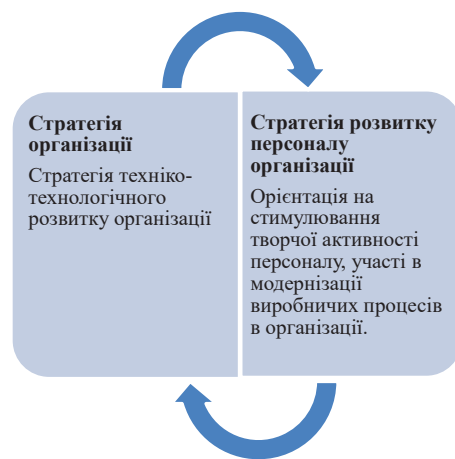 Стратегія
організації
Стратегія техніко-
технологічного
розвитку організації
Стратегія розвитку
персоналу
організації
Орієнтація на
стимулювання
творчої активності
персоналу, участі в
модернізації
виробничих процесів
в організації.